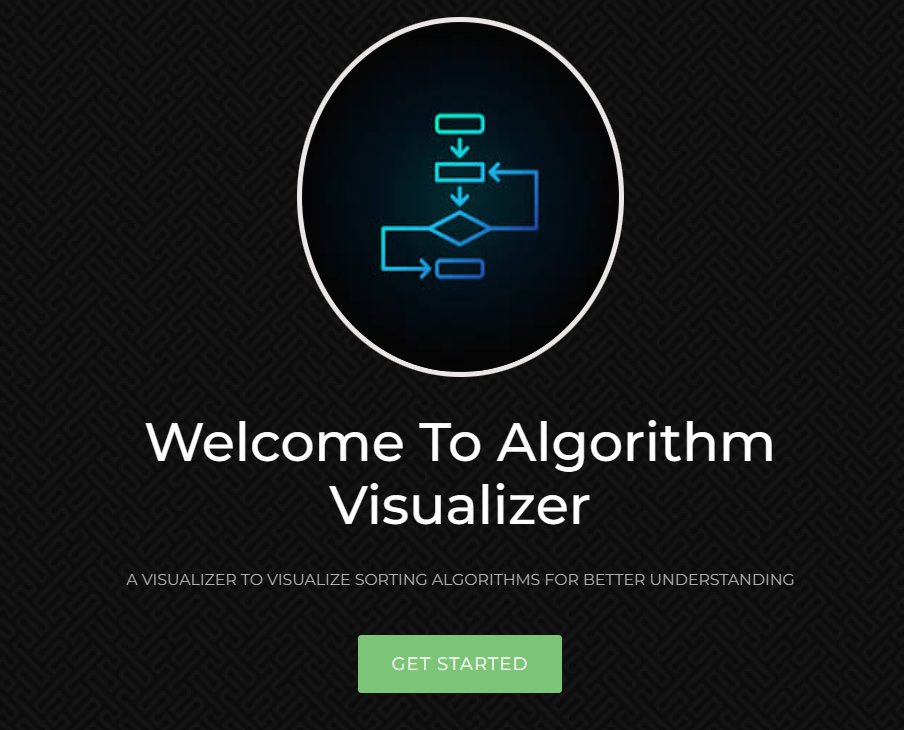 Welcome To Algorithm
Visualizer
A VISUALIZER TO VISUALIZE SORTING ALGORITHMS FOR BETTER UNDERSTANDING
GET STARTED